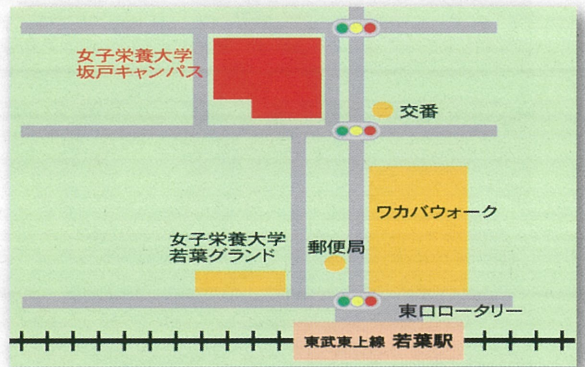 女子栄養大学
坂戸キャンパス
交番
ワカバウォーク
女子栄養大学
若葉グランド
郵便局
東口ロータリー
東武東上線 若葉駅